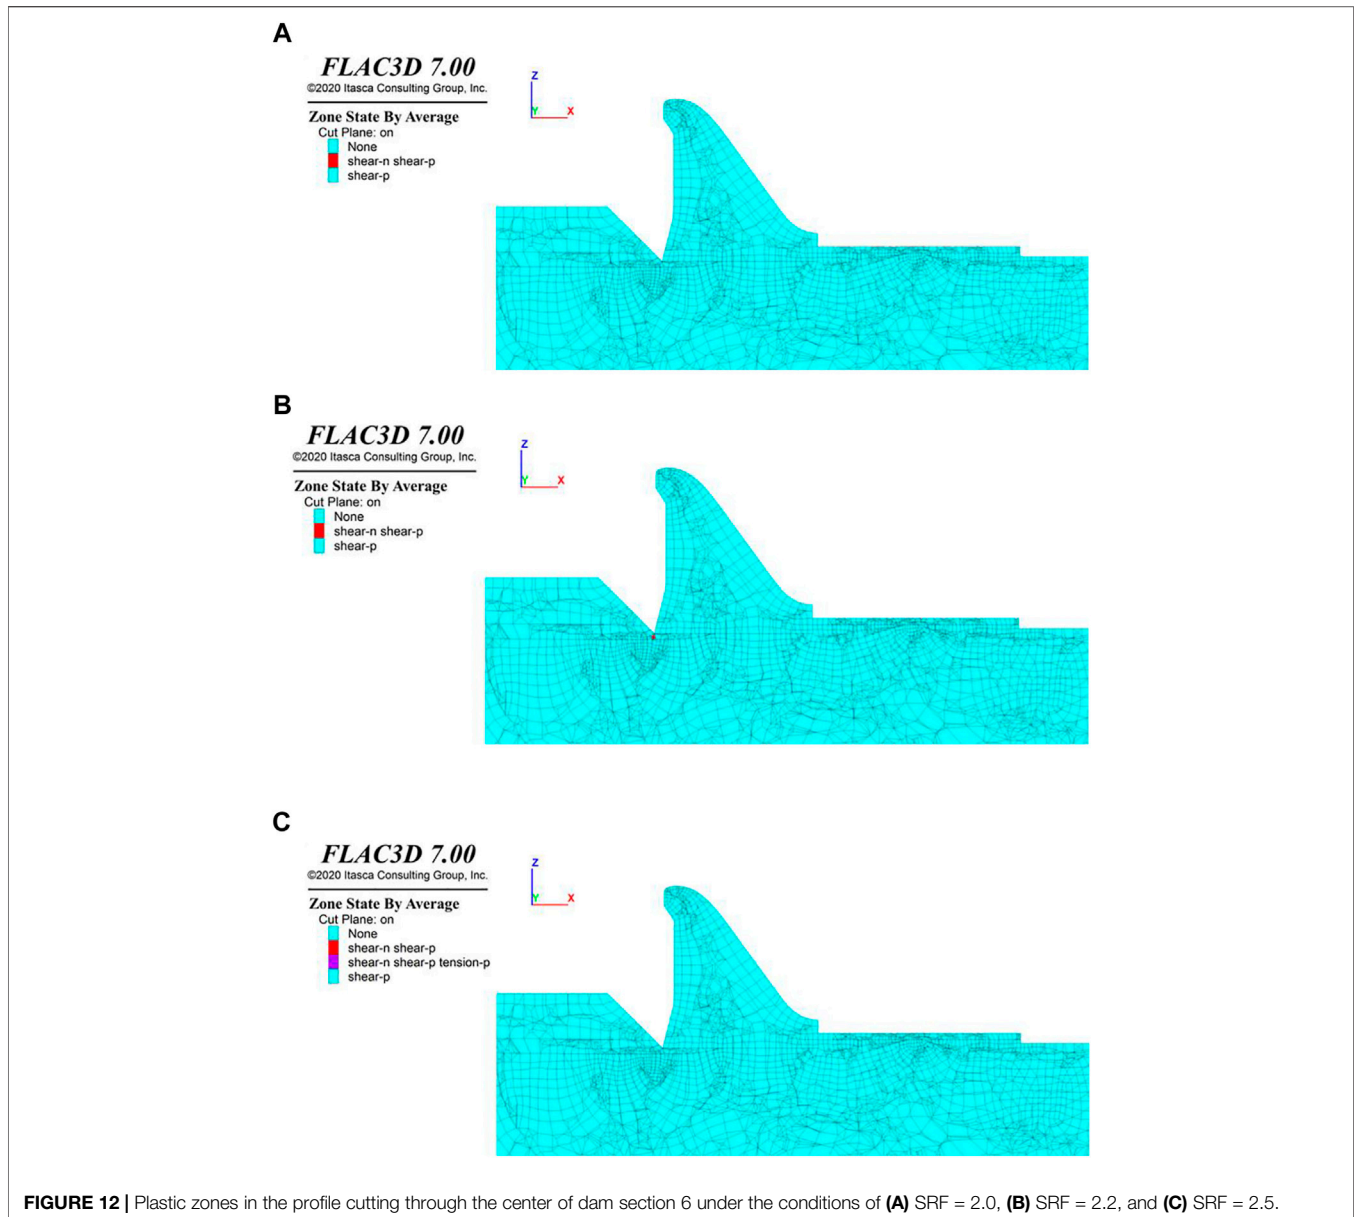 A
FLAC3D 7.00
©2020 Itasca Consulting Group, Inc.
Zone State By Average
Cut Plane: on
None
shear-n shear-p
shear-p
Z
Y
X
B
FLAC3D 7.00
©2020 Itasca Consulting Group, Inc.
Zone State By Average
Cut Plane: on
None
shear-n shear-p
shear-p
Z
Y
X
C
FLAC3D 7.00
©2020 Itasca Consulting Group, Inc.
Zone State By Average
Cut Plane: on
None
shear-n shear-p
shear-n shear-p tension-p
shear-p
Z
Y
X
FIGURE 12 | Plastic zones in the profile cutting through the center of dam section 6 under the conditions of (A) SRF = 2.0, (B) SRF = 2.2, and (C) SRF = 2.5.